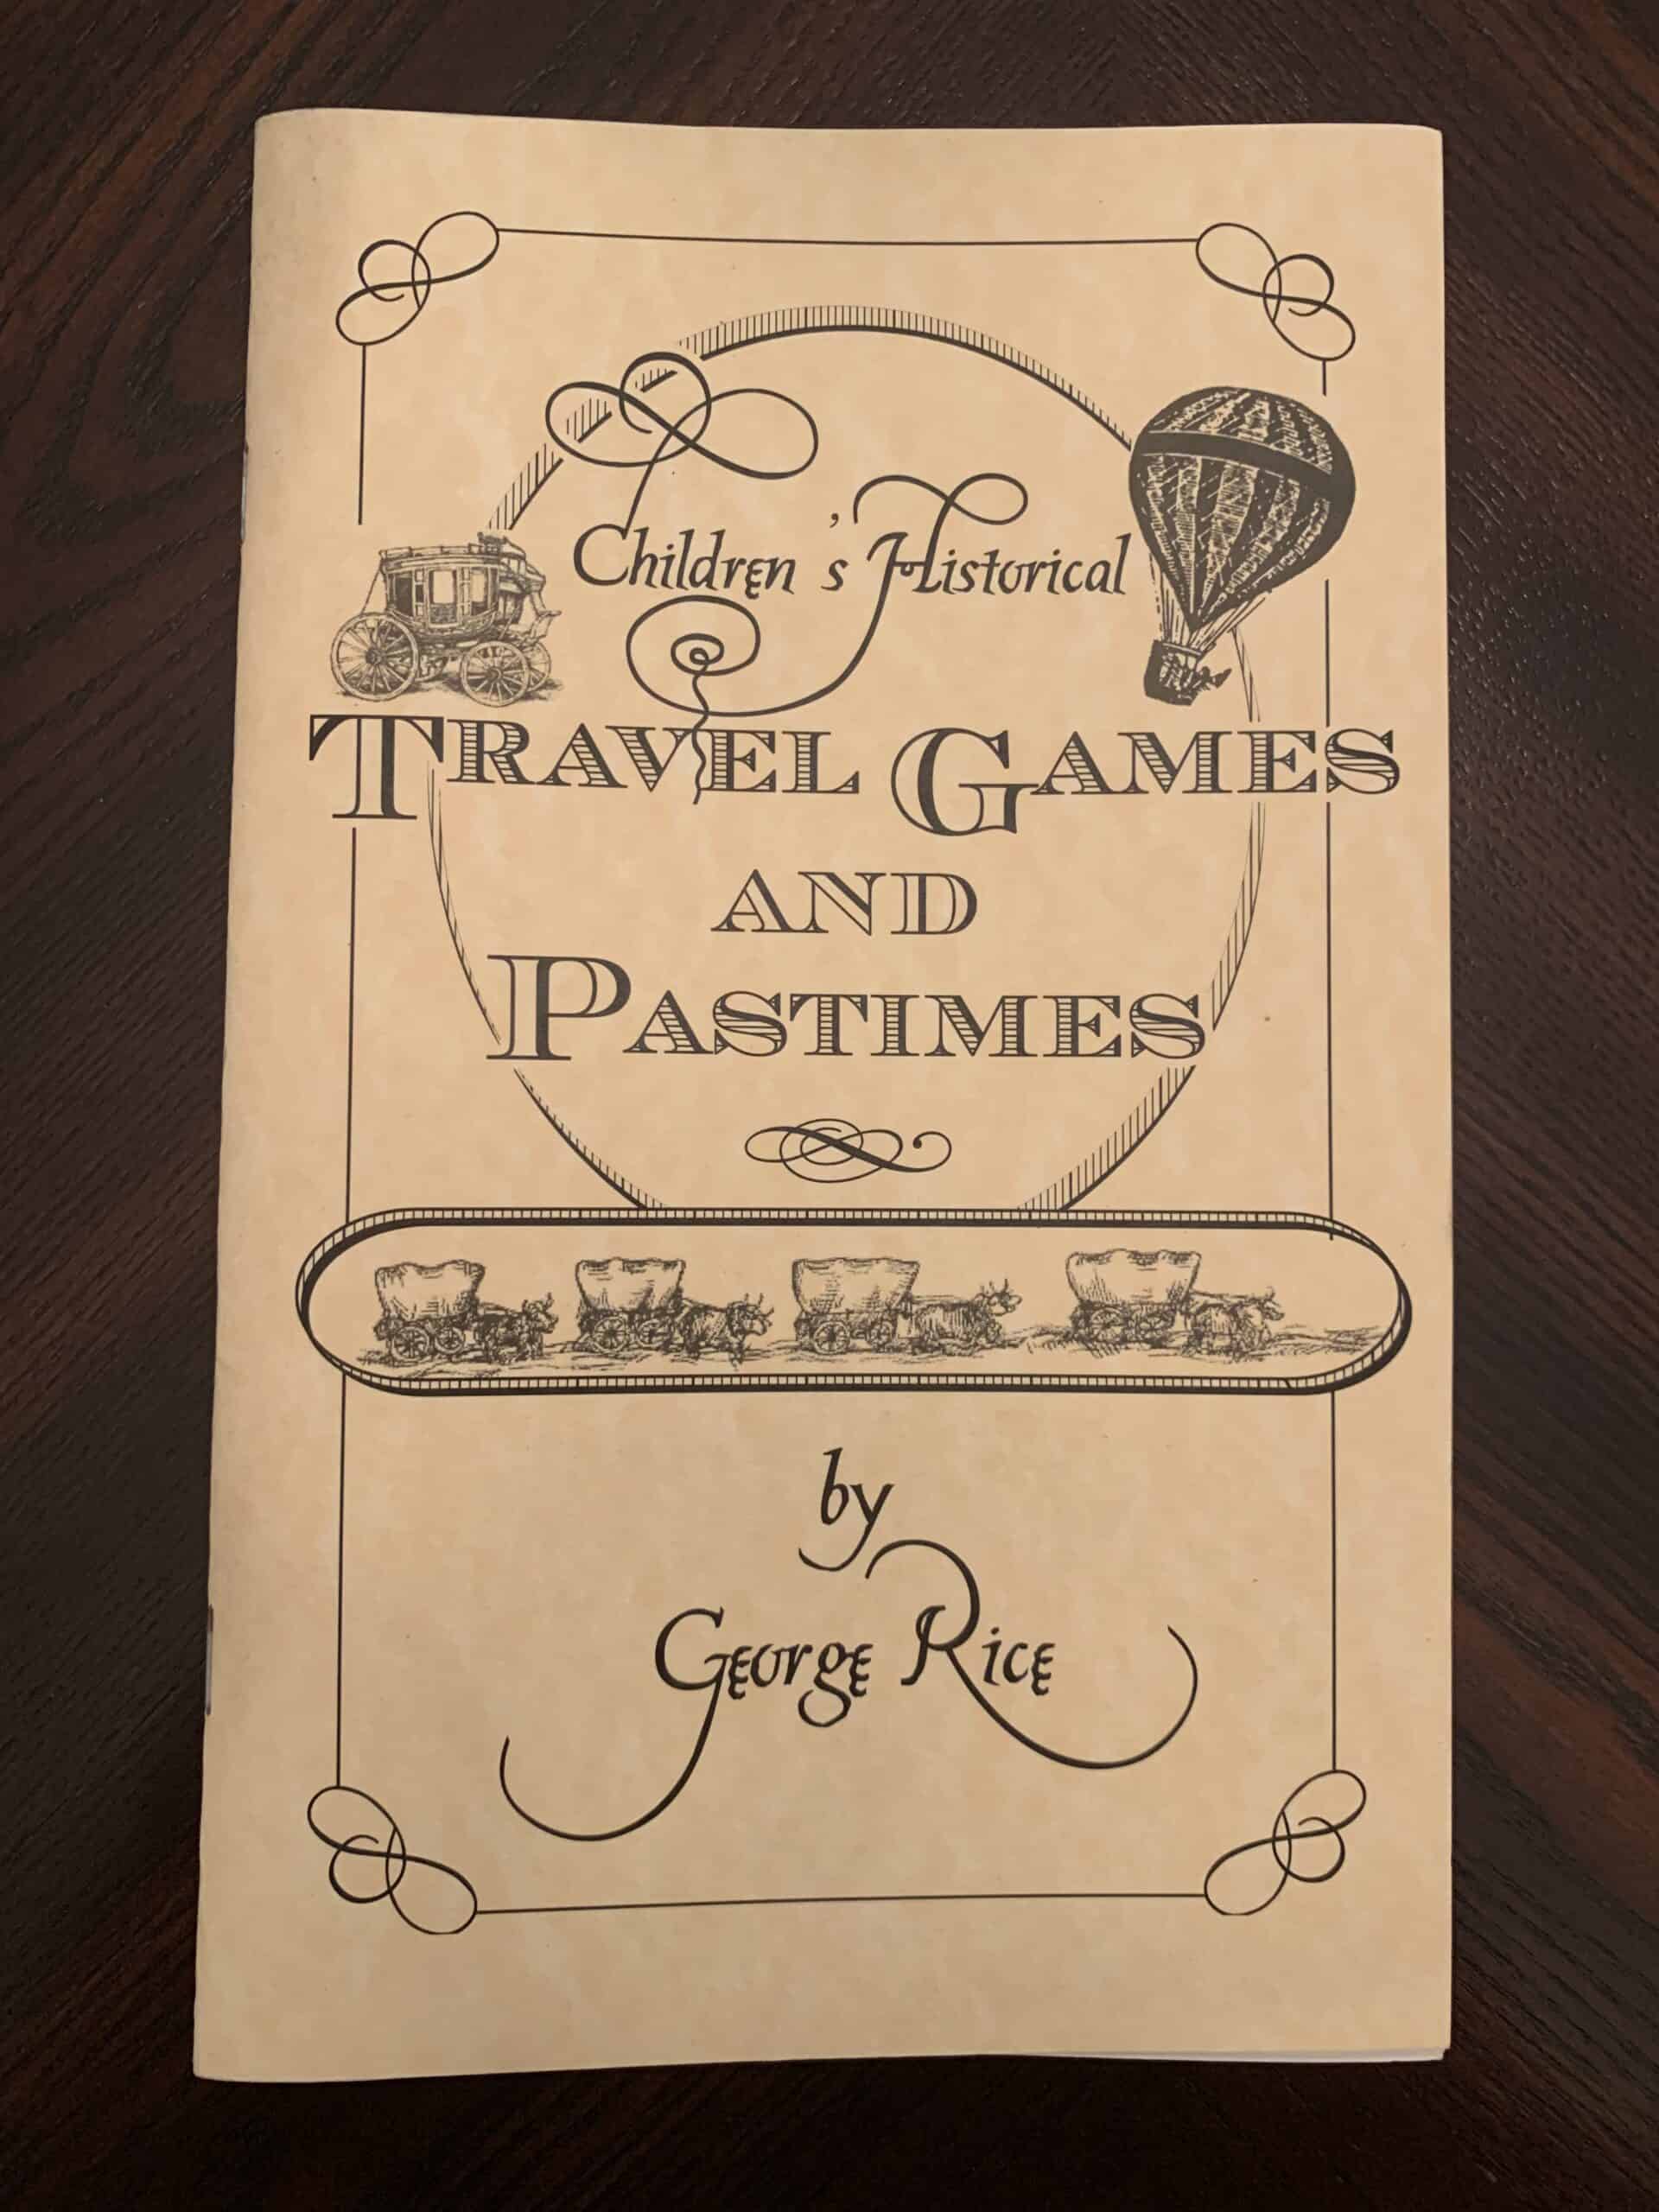 Children's Historical
TRAVEL GAMES
AND
PASTIMES
by
George Rice